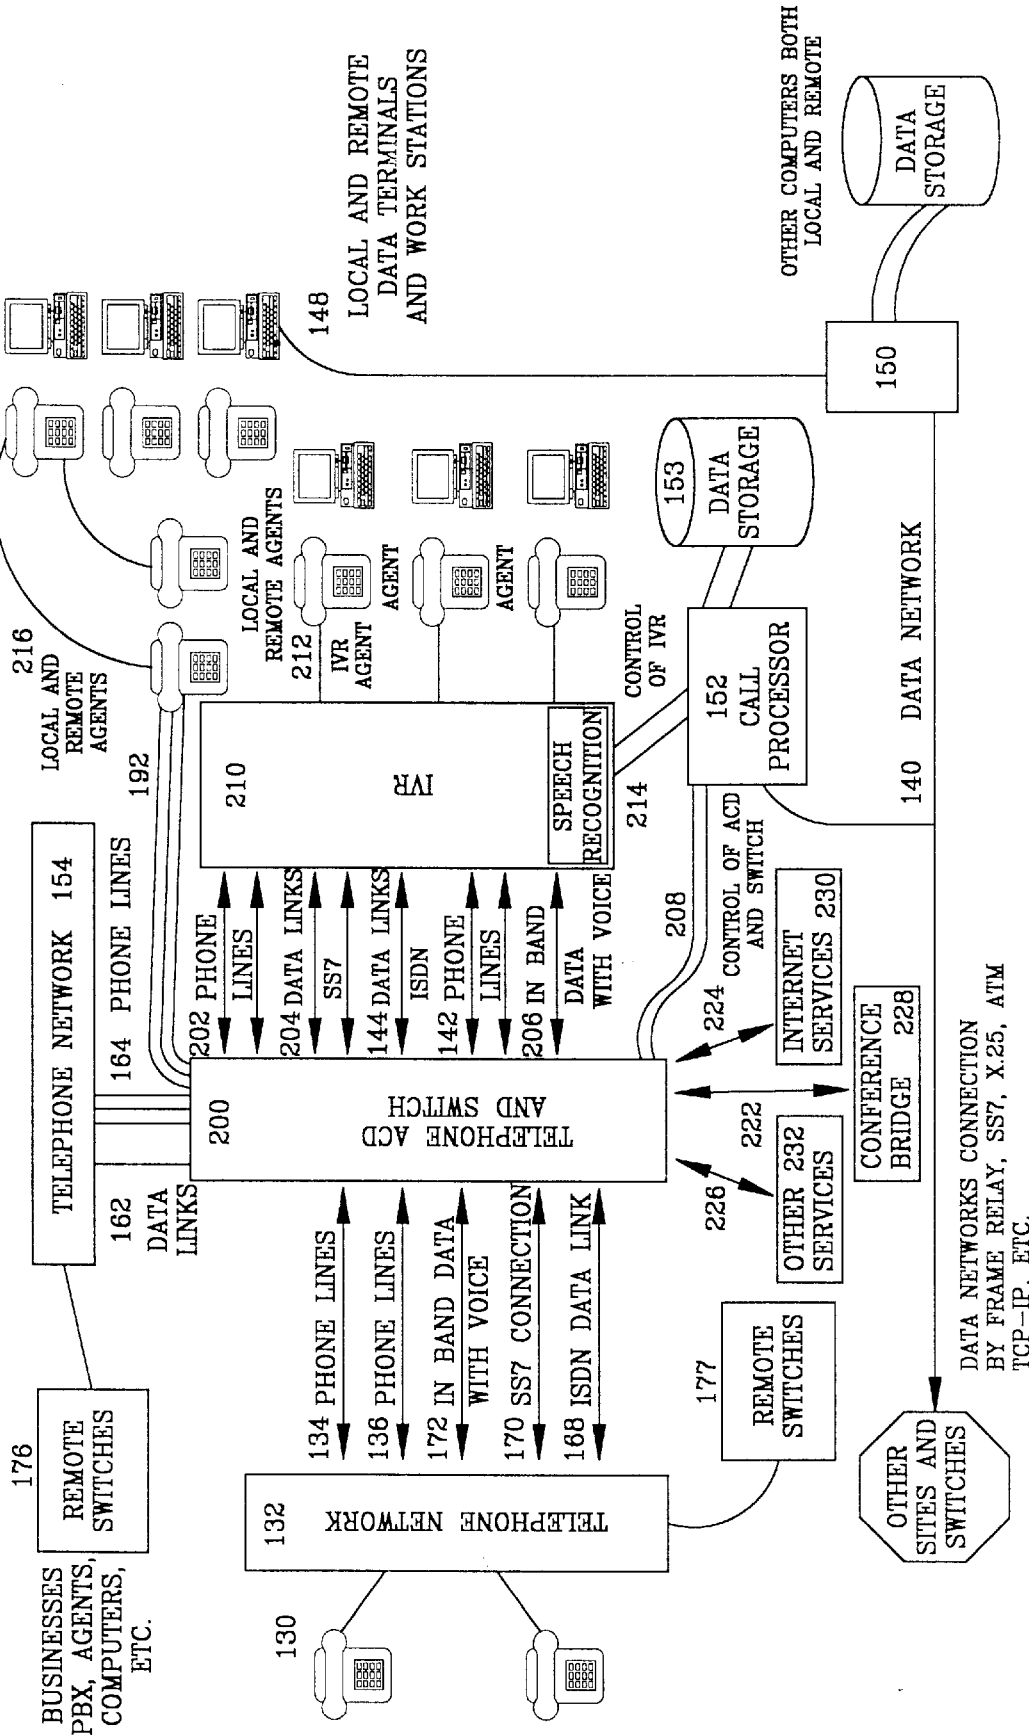 BUSINESSES
PBX, AGENTS,
COMPUTERS,
ETC.
176
REMOTE
SWITCHES
TELEPHONE NETWORK 154
162
DATA
LINKS
164 PHONE LINES
192
216
LOCAL AND
REMOTE
AGENTS
LOCAL AND
REMOTE AGENTS
148
LOCAL AND REMOTE
DATA TERMINALS
AND WORK STATIONS
130
132
TELEPHONE NETWORK
134 PHONE LINES
136 PHONE LINES
172 IN BAND DATA
WITH VOICE
170 SS7 CONNECTION
168 ISDN DATA LINK
177
REMOTE
SWITCHES
200
TELEPHONE ACD
AND SWITCH
202 PHONE
LINES
204 DATA LINKS
SS7
144 DATA LINKS
ISDN
142 PHONE
LINES
206 IN BAND
DATA
WITH VOICE
210
IVR
SPEECH
RECOGNITION
212
IVR
AGENT
AGENT
AGENT
214
CONTROL
OF IVR
208
CONTROL OF ACD
AND SWITCH
152
CALL
PROCESSOR
153
DATA
STORAGE
224
INTERNET
SERVICES 230
222
CONFERENCE
BRIDGE 228
226
OTHER 232
SERVICES
140 DATA NETWORK
150
OTHER COMPUTERS BOTH
LOCAL AND REMOTE
DATA
STORAGE
OTHER
SITES AND
SWITCHES
DATA NETWORKS CONNECTION
BY FRAME RELAY, SS7, X.25, ATM
TCP-IP, ETC.